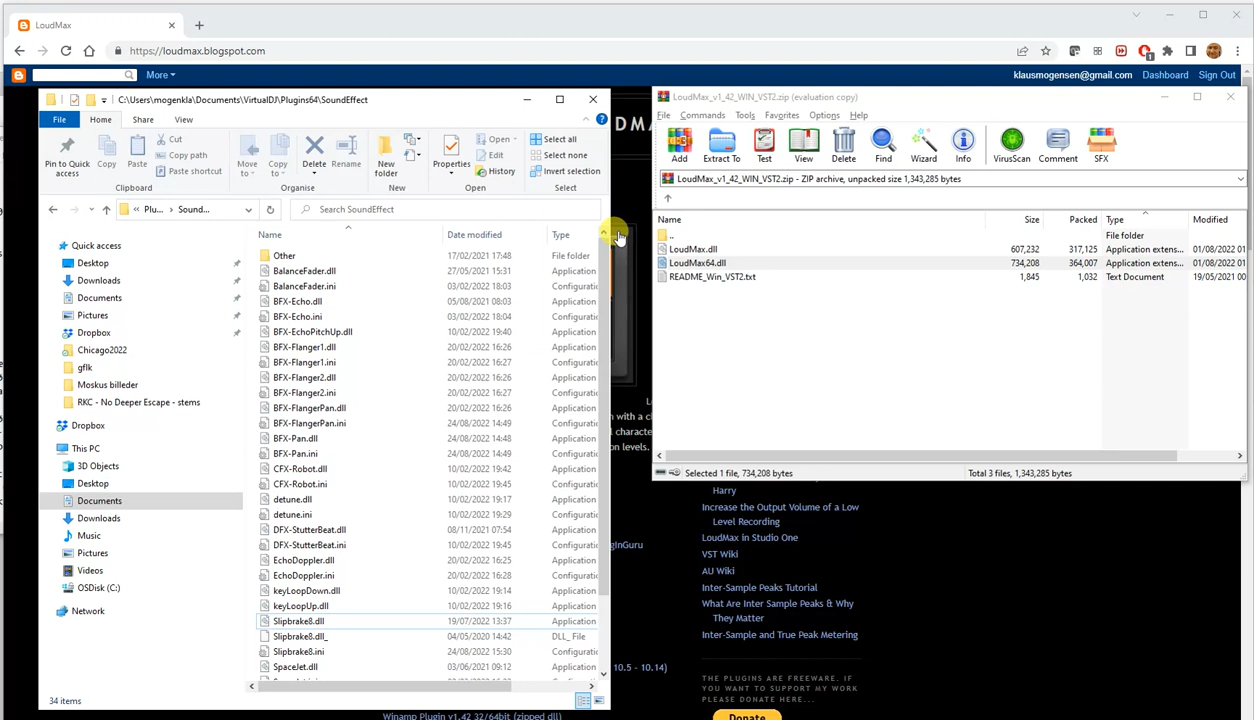 LoudMax
https://loudmax.blogspot.com
More
klausmogensen@gmail.com Dashboard Sign Out
C:\Users\mogenkla\Documents\VirtualDJ\Plugins64\SoundEffect
File Home Share View
Pin to Quick access
Copy
Paste
Cut
Copy path
Paste shortcut
Clipboard
Move to
Copy to
Delete
Rename
Organise
New folder
New
Properties
Open
Edit
History
Open
Select all
Select none
Invert selection
Select
Plu... Sound...
Search SoundEffect
Quick access
Desktop
Downloads
Documents
Pictures
Dropbox
Chicago2022
gflk
Moskus billeder
RKC - No Deeper Escape - stems
Dropbox
This PC
3D Objects
Desktop
Documents
Downloads
Music
Pictures
Videos
OSDisk (C:)
Network
Name Date modified Type
Other 17/02/2021 17:48 File folder
BalanceFader.dll 27/05/2021 15:31 Application
BalanceFader.ini 03/02/2022 18:03 Configuratio
BFX-Echo.dll 05/08/2021 08:03 Application
BFX-Echo.ini 03/02/2022 18:04 Configuratio
BFX-EchoPitchUp.dll 10/02/2022 19:40 Application
BFX-Flanger1.dll 20/02/2022 16:26 Application
BFX-Flanger1.ini 20/02/2022 16:27 Configuratio
BFX-Flanger2.dll 20/02/2022 16:26 Application
BFX-Flanger2.ini 20/02/2022 16:27 Configuratio
BFX-FlangerPan.dll 20/02/2022 16:26 Application
BFX-FlangerPan.ini 24/08/2022 14:49 Configuratio
BFX-Pan.dll 24/08/2022 14:48 Application
BFX-Pan.ini 24/08/2022 14:49 Configuratio
CFX-Robot.dll 10/02/2022 19:42 Application
CFX-Robot.ini 10/02/2022 19:45 Configuratio
detune.dll 10/02/2022 19:17 Application
detune.ini 10/02/2022 19:29 Configuratio
DFX-StutterBeat.dll 08/11/2021 07:54 Application
DFX-StutterBeat.ini 10/02/2022 19:45 Configuratio
EchoDoppler.dll 20/02/2022 16:25 Application
EchoDoppler.ini 20/02/2022 16:28 Configuratio
keyLoopDown.dll 10/02/2022 19:14 Application
keyLoopUp.dll 10/02/2022 19:16 Application
Slipbrake8.dll 19/07/2022 13:37 Application
Slipbrake8.dll_ 04/05/2020 14:42 DLL_ File
Slipbrake8.ini 24/08/2022 15:30 Configuratio
SpaceJet.dll 03/06/2021 09:12 Application
34 items
DMA
LoudMax_v1_42_WIN_VST2.zip (evaluation copy)
File Commands Tools Favorites Options Help
Add Extract To Test View Delete Find Wizard Info VirusScan Comment SFX
LoudMax_v1_42_WIN_VST2.zip - ZIP archive, unpacked size 1,343,285 bytes
Name Size Packed Type Modified
.. File folder
LoudMax.dll 607,232 317,125 Application extens... 01/08/2022 01
LoudMax64.dll 734,208 364,007 Application extens... 01/08/2022 01
README_Win_VST2.txt 1,845 1,032 Text Document 19/05/2021 00
Selected 1 file, 734,208 bytes Total 3 files, 1,343,285 bytes
n with a c
l characte
on levels.
Harry
Increase the Output Volume of a Low
Level Recording
LoudMax in Studio One
VST Wiki
AU Wiki
Inter-Sample Peaks Tutorial
What Are Inter Sample Peaks & Why
They Matter
Inter-Sample and True Peak Metering
inGuru
10.5 - 10.14)
THE PLUGINS ARE FREEWARE. IF
YOU WANT TO SUPPORT MY WORK
PLEASE DONATE HERE...
Donate
Winamp Plugin v1.42 32/64bit (zipped dll)